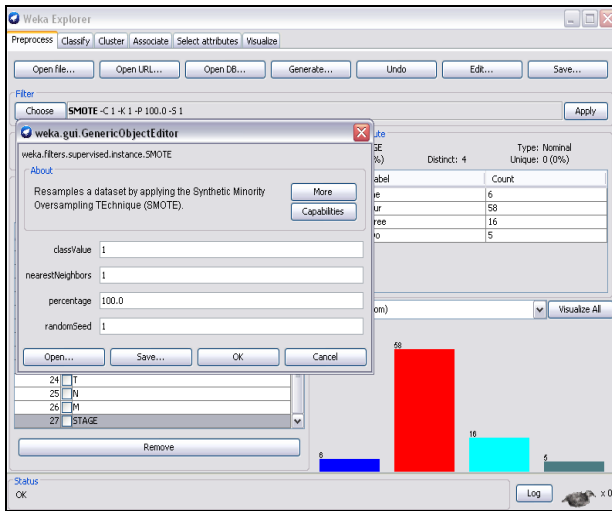 Weka Explorer
Preprocess Classify Cluster Associate Select attributes Visualize
Open file... Open URL... Open DB... Generate... Undo Edit... Save...
Filter
Choose SMOTE -C 1 -K 1 -P 100.0 -S 1 Apply
weka.gui.GenericObjectEditor
weka.filters.supervised.instance.SMOTE
About
Resamples a dataset by applying the Synthetic Minority
Oversampling TEchnique (SMOTE).
More
Capabilities
classValue 1
nearestNeighbors 1
percentage 100.0
randomSeed 1
Open... Save... OK Cancel
Type: Nominal
Distinct: 4 Unique: 0 (0%)
Count
6
58
16
5
Visualize All
24 T
25 N
26 M
27 STAGE
Remove
6
58
16
5
Status
OK
Log x 0